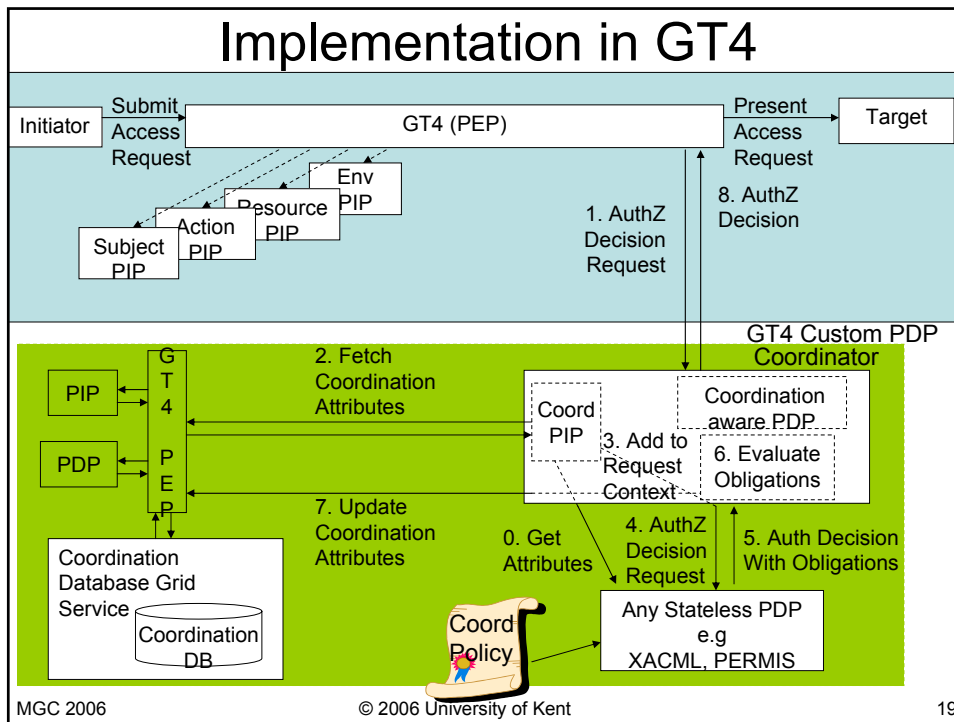 Implementation in GT4
Initiator
Submit
Access
Request
GT4 (PEP)
Present
Access
Request
Target
Env
PIP
Resource
PIP
Action
PIP
Subject
PIP
1. AuthZ
Decision
Request
8. AuthZ
Decision
GT4 Custom PDP
Coordinator
G
T
4
P
E
P
PIP
PDP
2. Fetch
Coordination
Attributes
Coord
PIP
Coordination
aware PDP
3. Add to
Request
Context
6. Evaluate
Obligations
7. Update
Coordination
Attributes
0. Get
Attributes
4. AuthZ
Decision
Request
5. Auth Decision
With Obligations
Coordination
Database Grid
Service
Coordination
DB
Coord
Policy
Any Stateless PDP
e.g
XACML, PERMIS
MGC 2006
© 2006 University of Kent
19